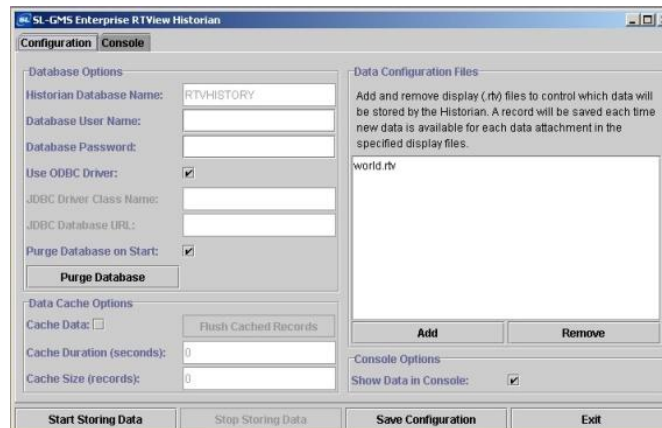 SL-GMS Enterprise RTView Historian
Configuration Console
Database Options
Historian Database Name: RTVHISTORY
Database User Name:
Database Password:
Use ODBC Driver:
JDBC Driver Class Name:
JDBC Database URL:
Purge Database on Start:
Purge Database
Data Cache Options
Cache Data:
Flush Cached Records
Cache Duration (seconds): 0
Cache Size (records): 0
Data Configuration Files
Add and remove display (.rtv) files to control which data will
be stored by the Historian. A record will be saved each time
new data is available for each data attachment in the
specified display files.
world.rtv
Add Remove
Console Options
Show Data in Console:
Start Storing Data Stop Storing Data Save Configuration Exit